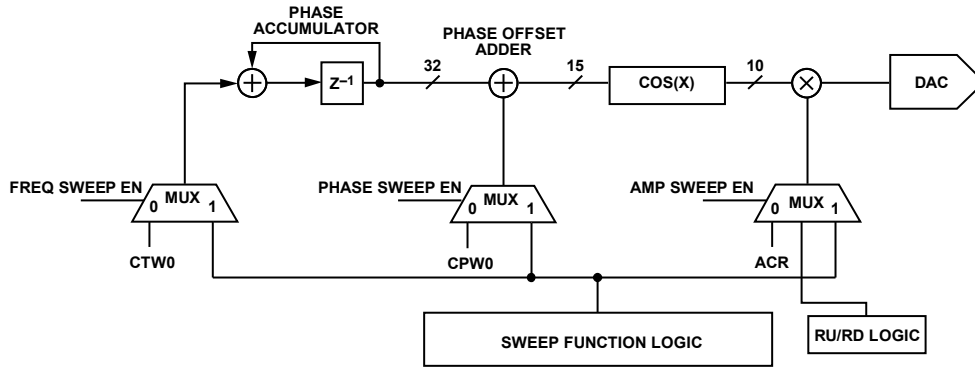 PHASE
ACCUMULATOR
PHASE OFFSET
ADDER
32
15
10
Z–1
COS(X)
DAC
FREQ SWEEP EN
MUX
0
1
PHASE SWEEP EN
MUX
0
1
AMP SWEEP EN
MUX
0
1
CTW0
CPW0
ACR
SWEEP FUNCTION LOGIC
RU/RD LOGIC